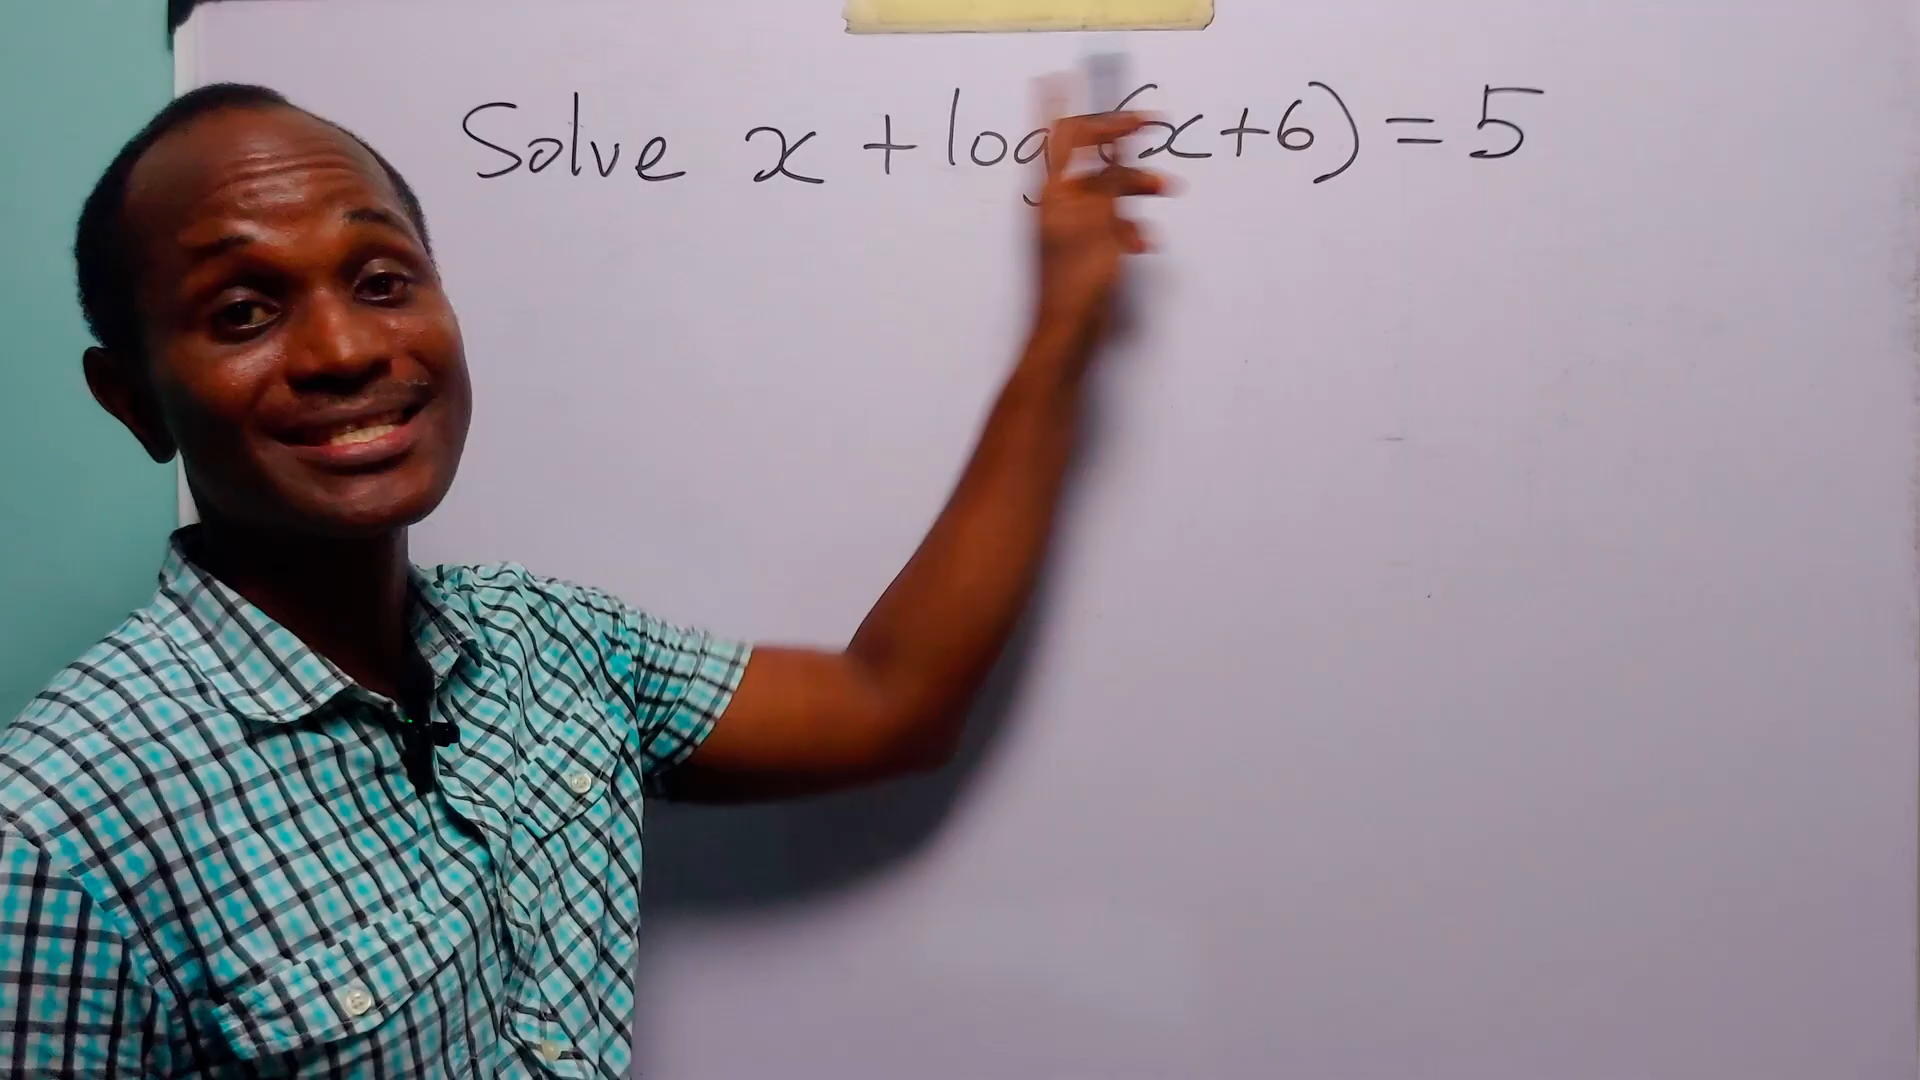 Solve x + log (x+6) = 5